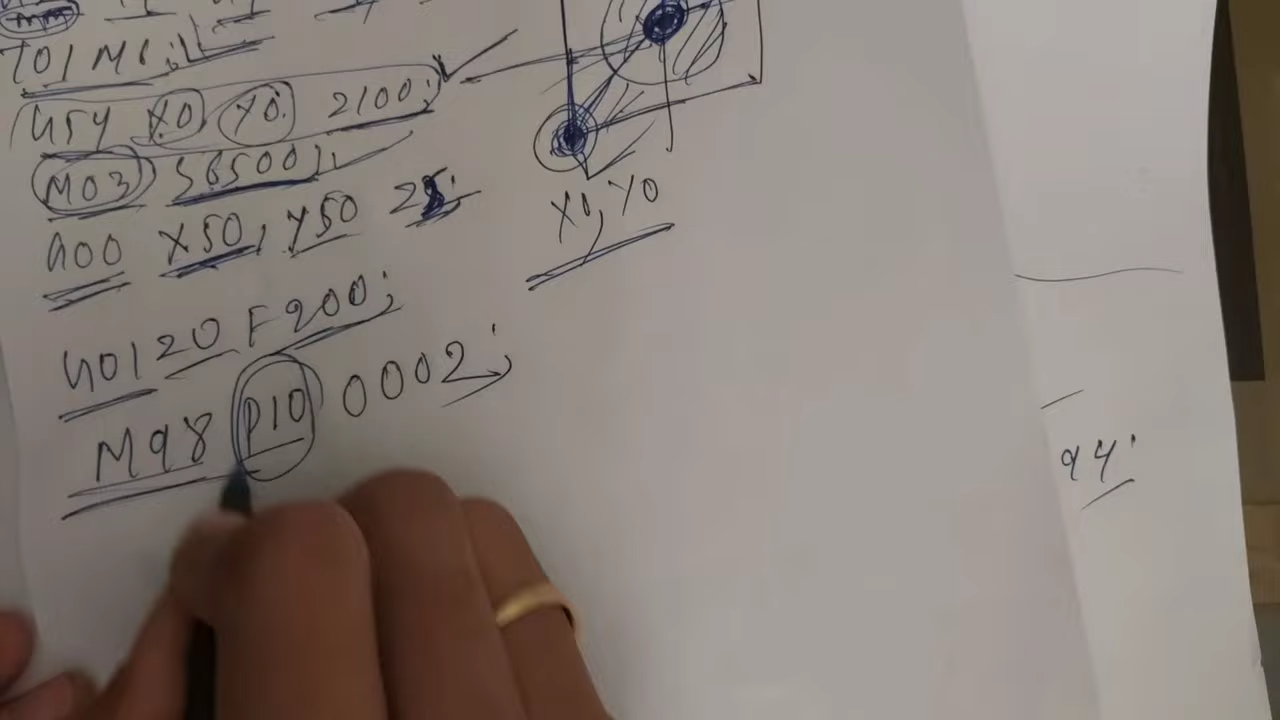 mm
T01 M6;
G54 X0, Y0. Z100;
M03 S6500;
G00 X50, Y50 Z5;
X0, Y0
G01 Z0 F200;
M98 P10 0002;
94;